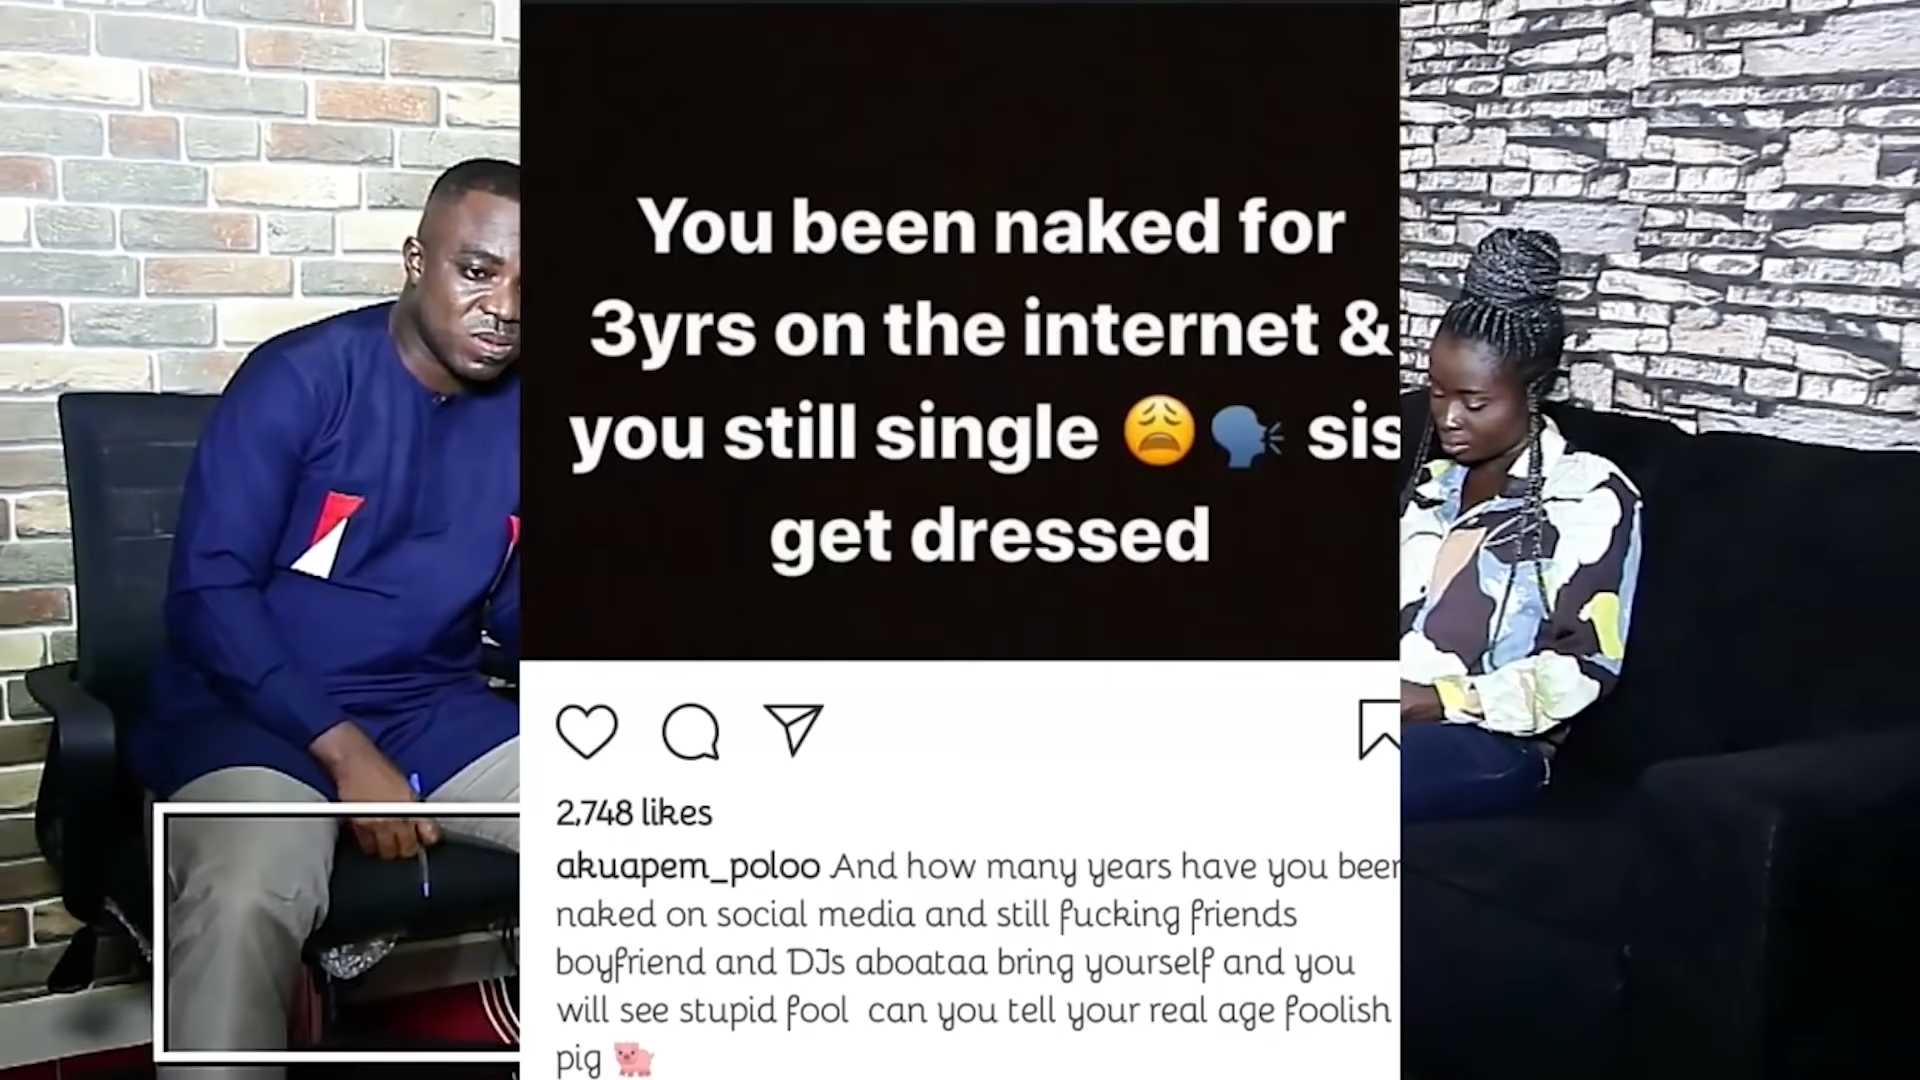 You been naked for
3yrs on the internet &
you still single 😩🗣 sis
get dressed
2,748 likes
akuapem_poloo And how many years have you been
naked on social media and still fucking friends
boyfriend and DJs aboataa bring yourself and you
will see stupid fool can you tell your real age foolish
pig 🐷